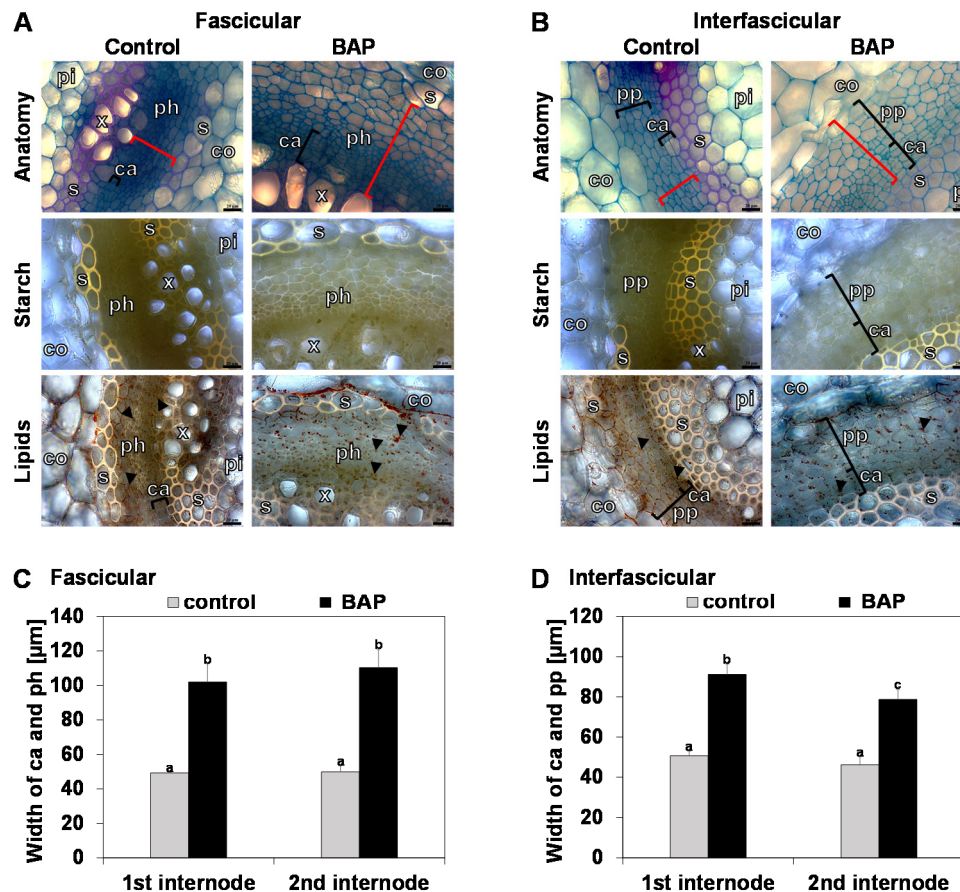 A
Fascicular
Control
BAP
B
Interfascicular
Control
BAP
Anatomy
pi
ph
x
s
co
ca
s
co
s
ph
ca
x
Anatomy
pp
ca
pi
s
co
co
pp
ca
s
Starch
s
pi
s
x
ph
co
s
co
ph
x
Starch
pp
s
pi
co
s
x
co
pp
ca
s
Lipids
s
ph
x
co
pi
s
ca
s
s
co
ph
x
s
Lipids
s
pi
s
ca
co
pp
co
pp
ca
s
C Fascicular
control
BAP
Width of ca and ph [µm]
140
120
100
80
60
40
20
0
a
b
a
b
1st internode
2nd internode
D Interfascicular
control
BAP
Width of ca and pp [µm]
120
100
80
60
40
20
0
a
b
a
c
1st internode
2nd internode